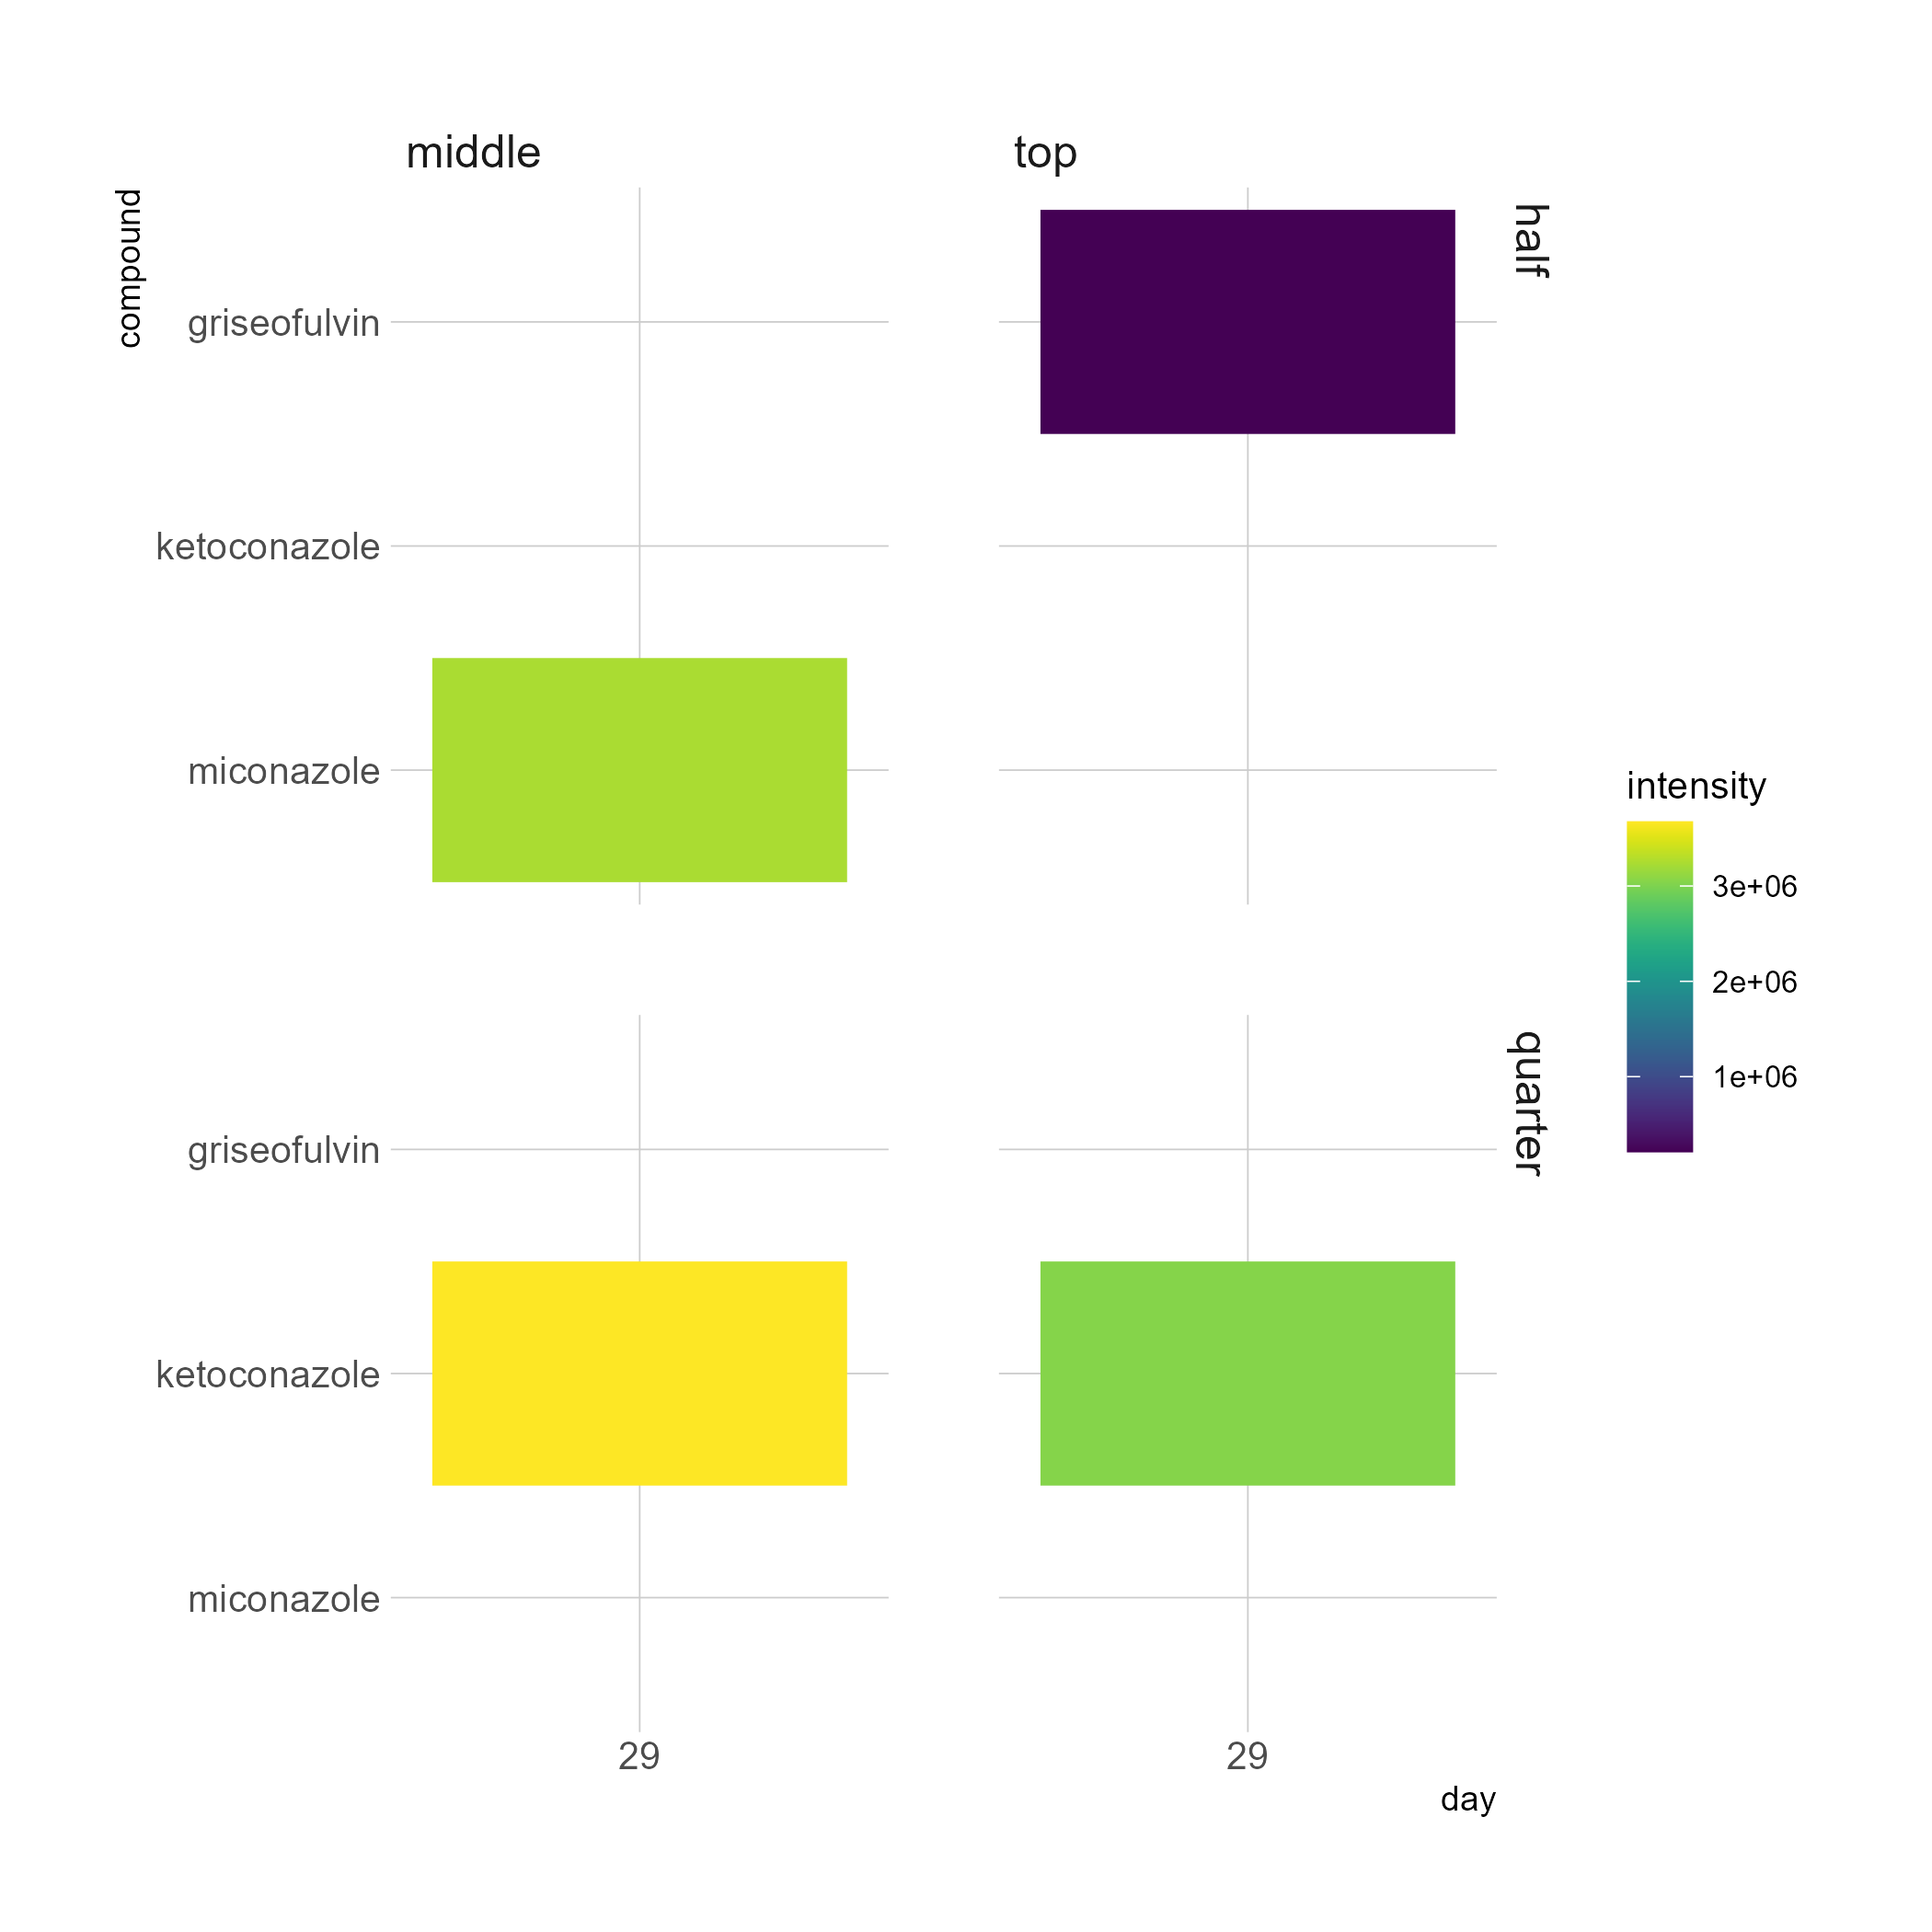 middle
top
compound
half
griseofulvin
ketoconazole
miconazole
intensity
3e+06
2e+06
1e+06
quarter
griseofulvin
ketoconazole
miconazole
29
29
day